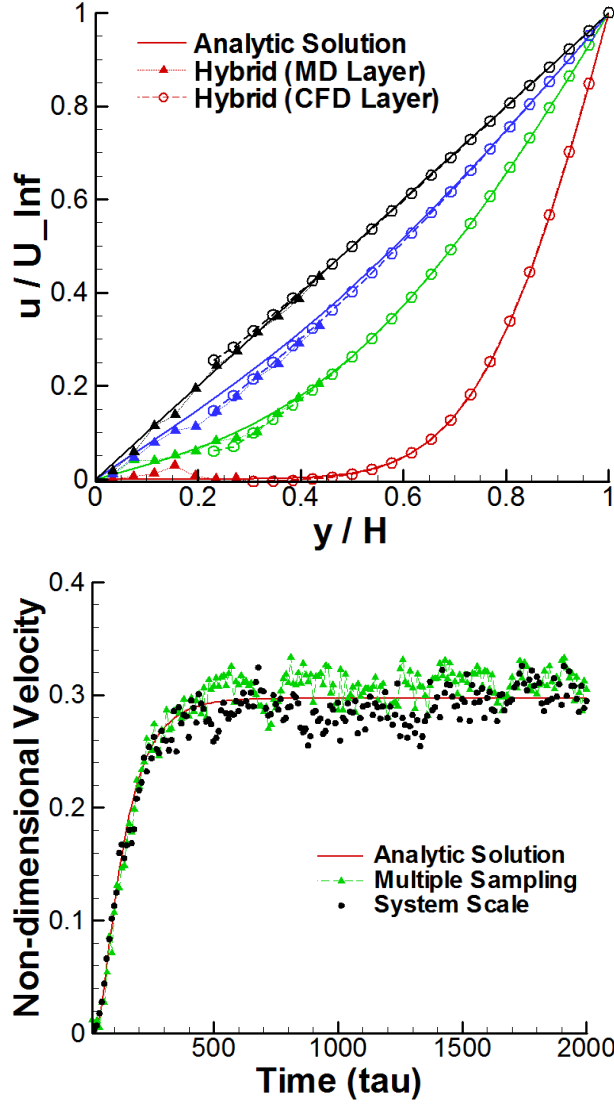 1
0.8
0.6
0.4
0.2
0
u / U_Inf
Analytic Solution
Hybrid (MD Layer)
Hybrid (CFD Layer)
0
0.2
0.4
0.6
0.8
1
y / H
0.4
0.3
0.2
0.1
0
Non-dimensional Velocity
Analytic Solution
Multiple Sampling
System Scale
500
1000
1500
2000
Time (tau)